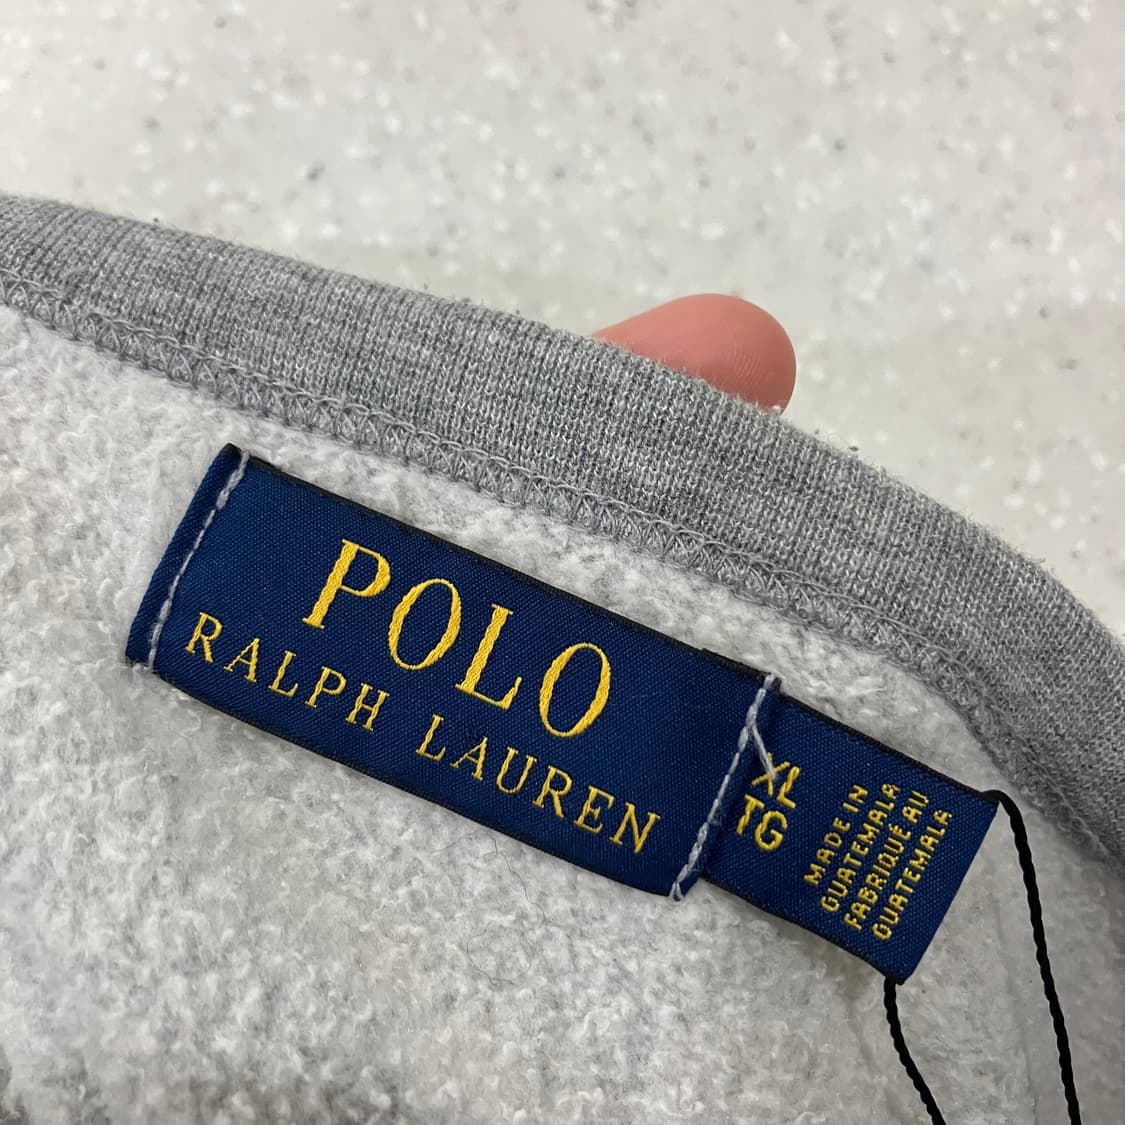 POLO
RALPH LAUREN
XL
TG
MADE IN
GUATEMALA
FABRIQUÉ AU
GUATEMALA